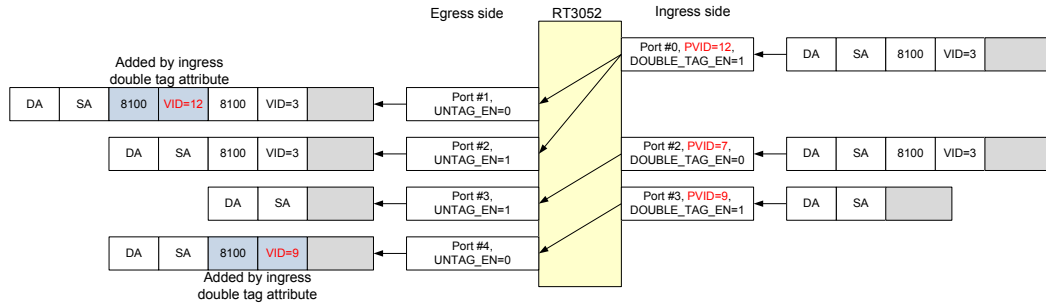 Egress side
RT3052
Ingress side
Port #0, PVID=12,
DOUBLE_TAG_EN=1
DA
SA
8100
VID=3
Added by ingress
double tag attribute
DA
SA
8100
VID=12
8100
VID=3
Port #1,
UNTAG_EN=0
DA
SA
8100
VID=3
Port #2,
UNTAG_EN=1
Port #2, PVID=7,
DOUBLE_TAG_EN=0
DA
SA
8100
VID=3
DA
SA
Port #3,
UNTAG_EN=1
Port #3, PVID=9,
DOUBLE_TAG_EN=1
DA
SA
DA
SA
8100
VID=9
Port #4,
UNTAG_EN=0
Added by ingress
double tag attribute